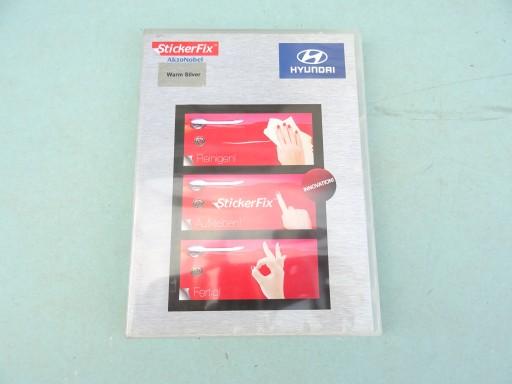 StickerFix
AkzoNobel
Warm Silver
HYUNDAI
Reinigen!
INNOVATION!
StickerFix
Aufkleben!
Fertig!